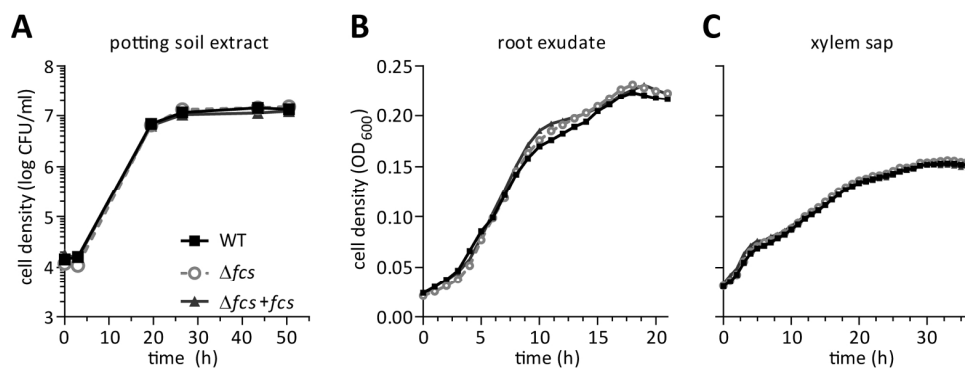 A
potting soil extract
cell density (log CFU/ml)
8
7
6
5
4
3
0 10 20 30 40 50
time (h)
WT
Δfcs
Δfcs+fcs
B
root exudate
cell density (OD600)
0.25
0.20
0.15
0.10
0.05
0.00
0 5 10 15 20
time (h)
C
xylem sap
0 10 20 30
time (h)